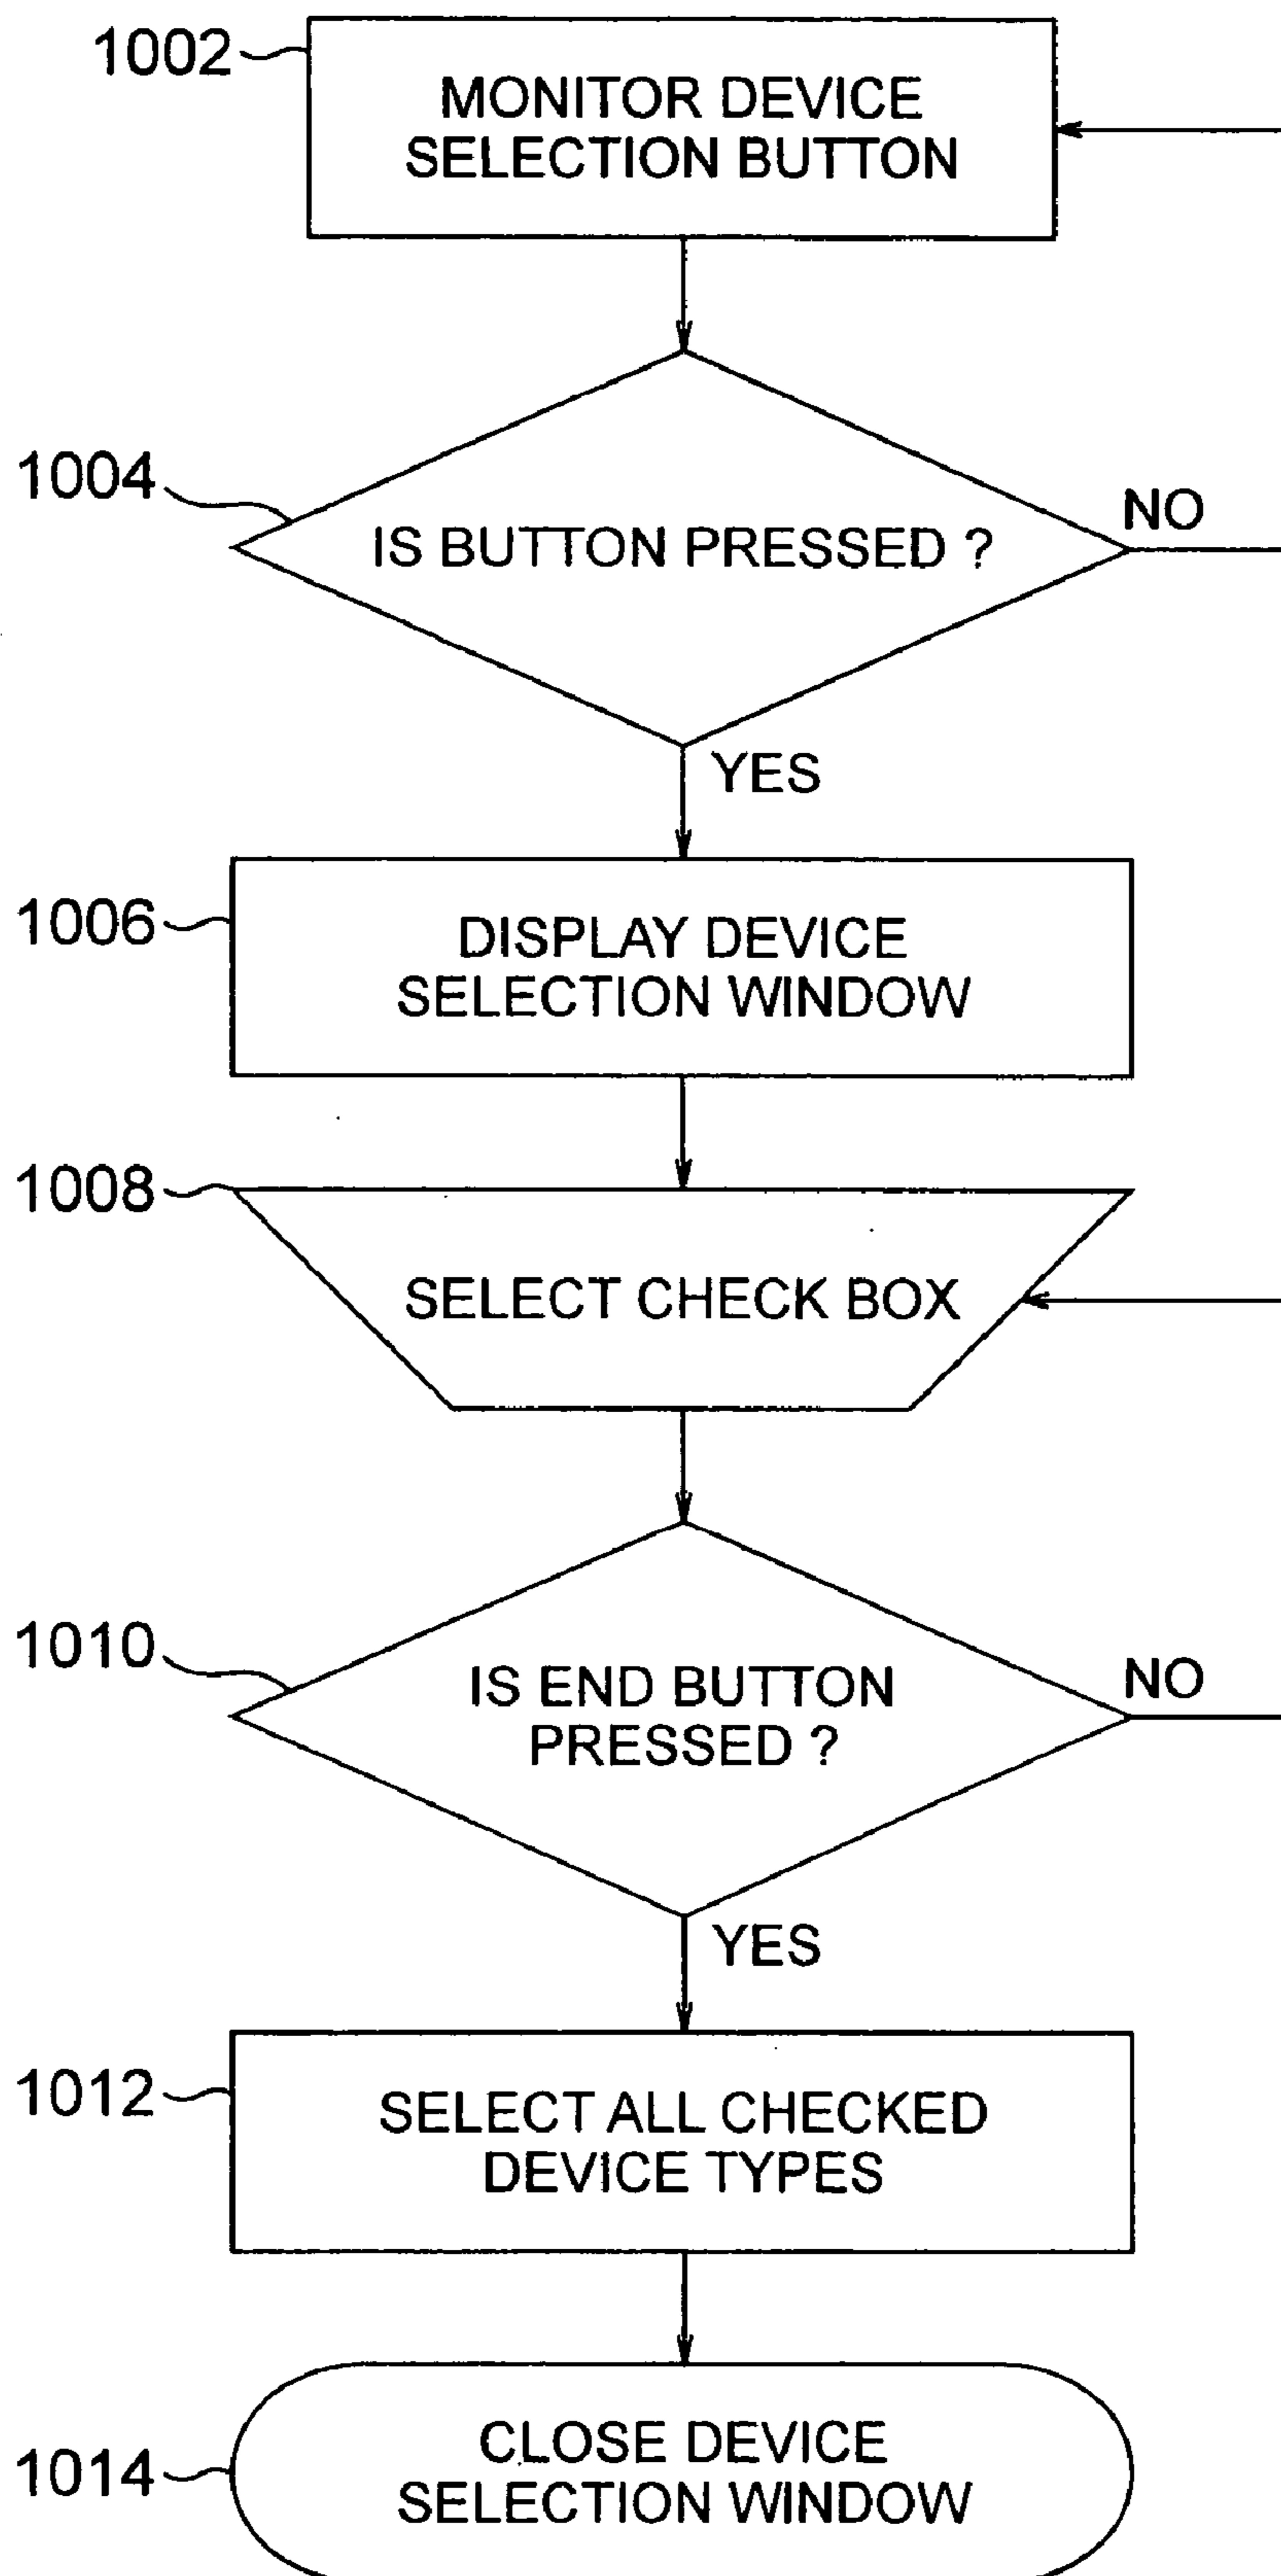 1002
MONITOR DEVICE
SELECTION BUTTON
1004
IS BUTTON PRESSED ?
NO
YES
1006
DISPLAY DEVICE
SELECTION WINDOW
1008
SELECT CHECK BOX
1010
IS END BUTTON
PRESSED ?
NO
YES
1012
SELECT ALL CHECKED
DEVICE TYPES
1014
CLOSE DEVICE
SELECTION WINDOW